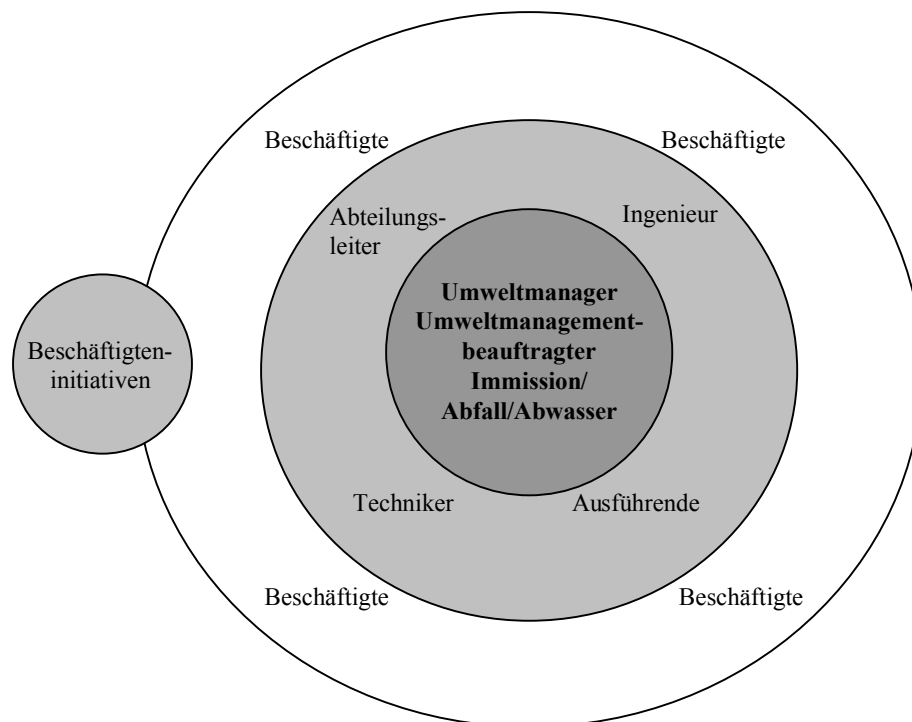 Beschäftigte
Beschäftigte
Abteilungs-
leiter
Ingenieur
Umweltmanager
Umweltmanagement-
beauftragter
Immission/
Abfall/Abwasser
Beschäftigten-
initiativen
Techniker
Ausführende
Beschäftigte
Beschäftigte